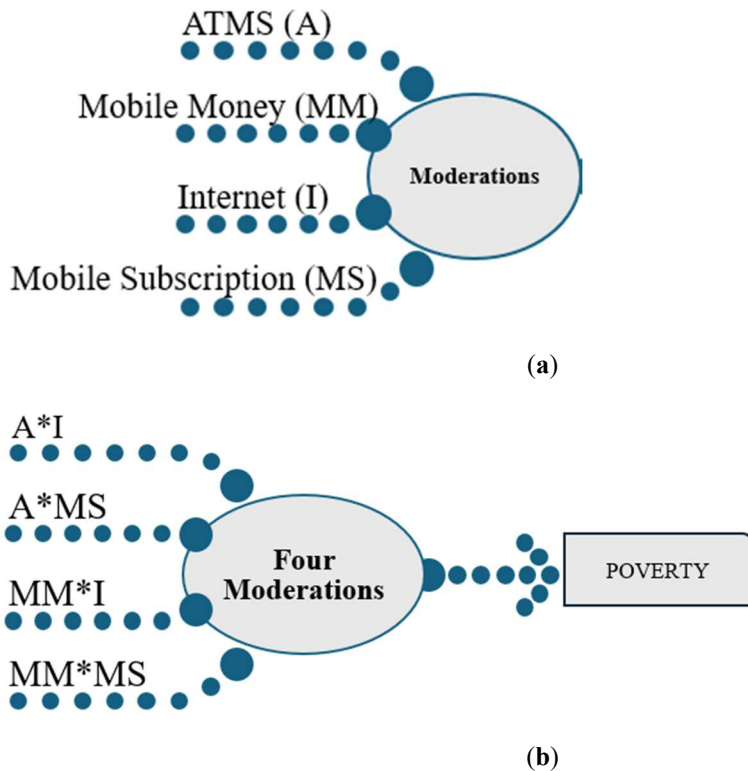 ATMS (A)
Mobile Money (MM)
Internet (I)
Mobile Subscription (MS)
Moderations
(a)
A*I
A*MS
MM*I
MM*MS
Four
Moderations
POVERTY
(b)